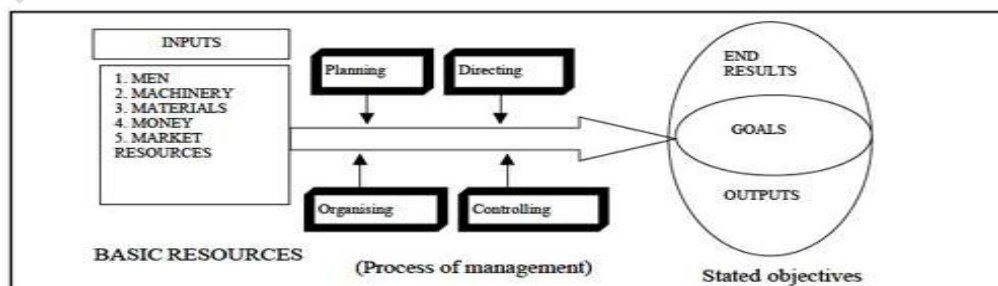 INPUTS
1. MEN
2. MACHINERY
3. MATERIALS
4. MONEY
5. MARKET
RESOURCES
BASIC RESOURCES
Planning
Directing
Organising
Controlling
(Process of management)
END
RESULTS
GOALS
OUTPUTS
Stated objectives